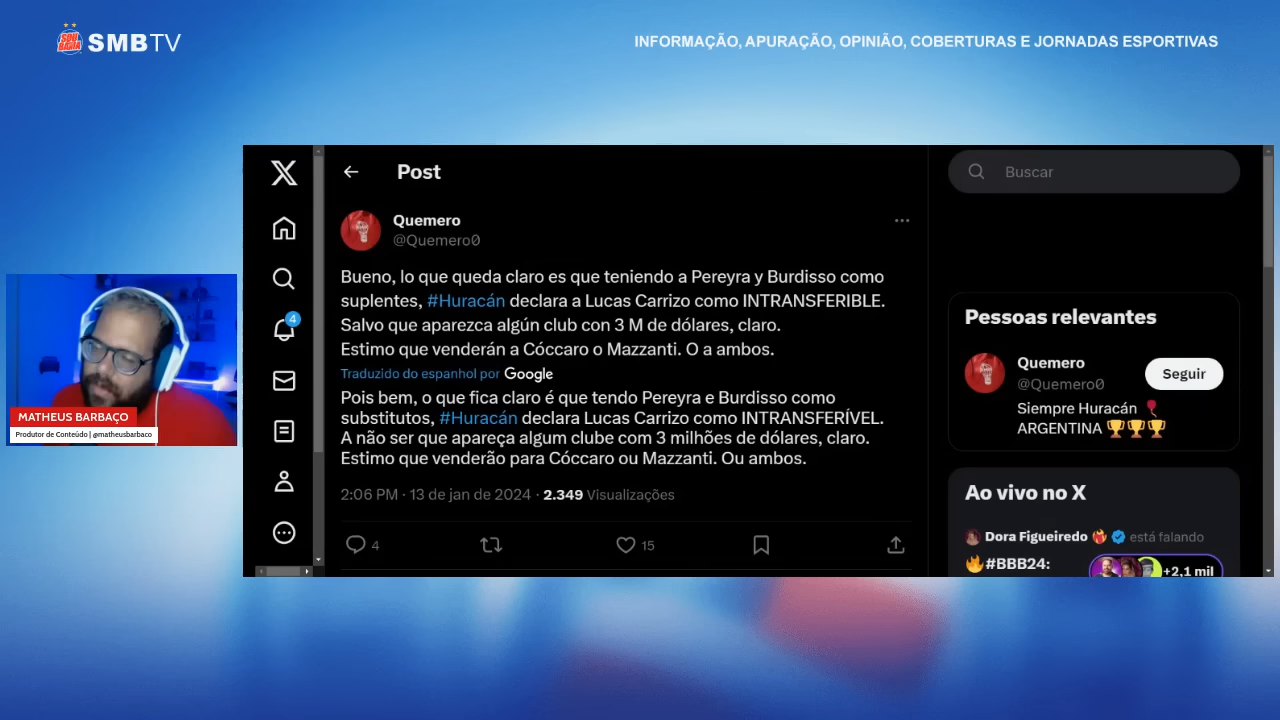 SOU BAHIA
SMBTV
INFORMAÇÃO, APURAÇÃO, OPINIÃO, COBERTURAS E JORNADAS ESPORTIVAS
X
Post
Buscar
Quemero
@Quemero0
Bueno, lo que queda claro es que teniendo a Pereyra y Burdisso como
suplentes, #Huracán declara a Lucas Carrizo como INTRANSFERIBLE.
Salvo que aparezca algún club con 3 M de dólares, claro.
Estimo que venderán a Cóccaro o Mazzanti. O a ambos.
Traduzido do espanhol por Google
Pois bem, o que fica claro é que tendo Pereyra e Burdisso como
substitutos, #Huracán declara Lucas Carrizo como INTRANSFERÍVEL.
A não ser que apareça algum clube com 3 milhões de dólares, claro.
Estimo que venderão para Cóccaro ou Mazzanti. Ou ambos.
2:06 PM · 13 de jan de 2024 · 2.349 Visualizações
4
15
4
Pessoas relevantes
Quemero
@Quemero0
Seguir
Siempre Huracán
ARGENTINA
Ao vivo no X
Dora Figueiredo está falando
#BBB24:
+2,1 mil
MATHEUS BARBAÇO
Produtor de Conteúdo | @matheusbarbaco